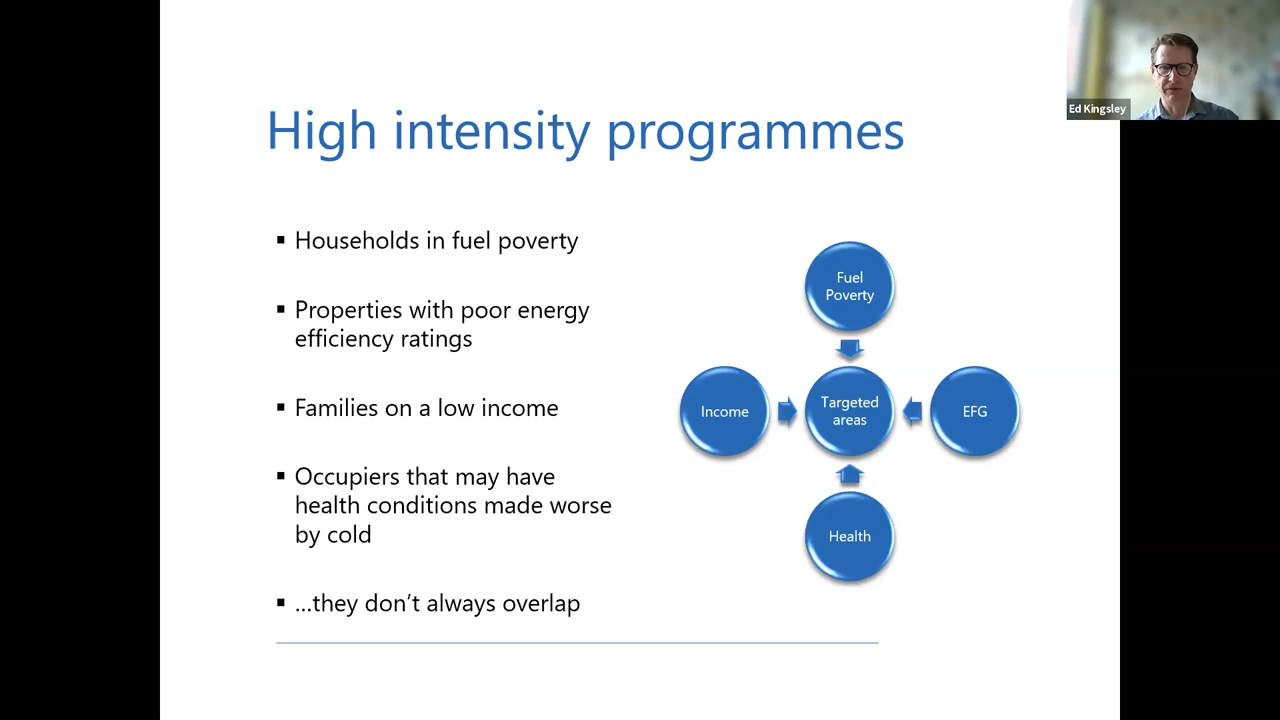 Ed Kingsley
High intensity programmes
▪ Households in fuel poverty
▪ Properties with poor energy
efficiency ratings
▪ Families on a low income
▪ Occupiers that may have
health conditions made worse
by cold
▪ …they don’t always overlap
Fuel
Poverty
Income
Targeted
areas
EFG
Health